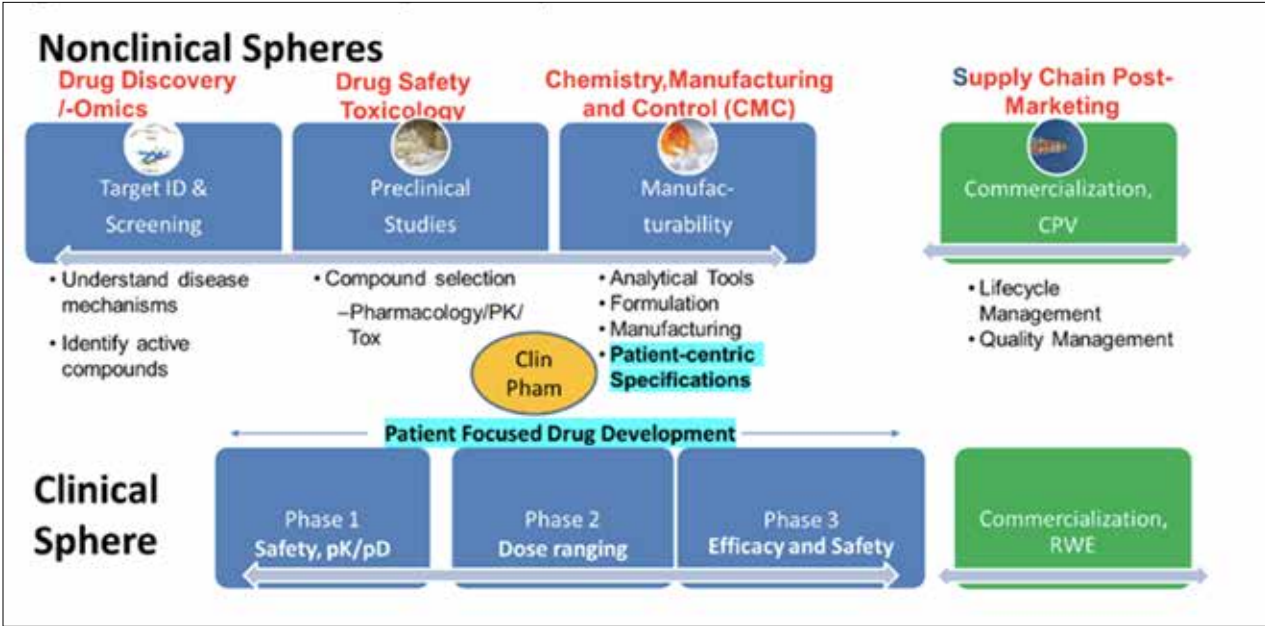 Nonclinical Spheres
Drug Discovery
/-Omics
Drug Safety
Toxicology
Chemistry,Manufacturing
and Control (CMC)
Supply Chain Post-
Marketing
Target ID &
Screening
Preclinical
Studies
Manufac-
turability
Commercialization,
CPV
• Understand disease
mechanisms
• Identify active
compounds
• Compound selection
–Pharmacology/PK/
Tox
• Analytical Tools
• Formulation
• Manufacturing
• Patient-centric
Specifications
• Lifecycle
Management
• Quality Management
Clin
Pham
Patient Focused Drug Development
Clinical
Sphere
Phase 1
Safety, pK/pD
Phase 2
Dose ranging
Phase 3
Efficacy and Safety
Commercialization,
RWE